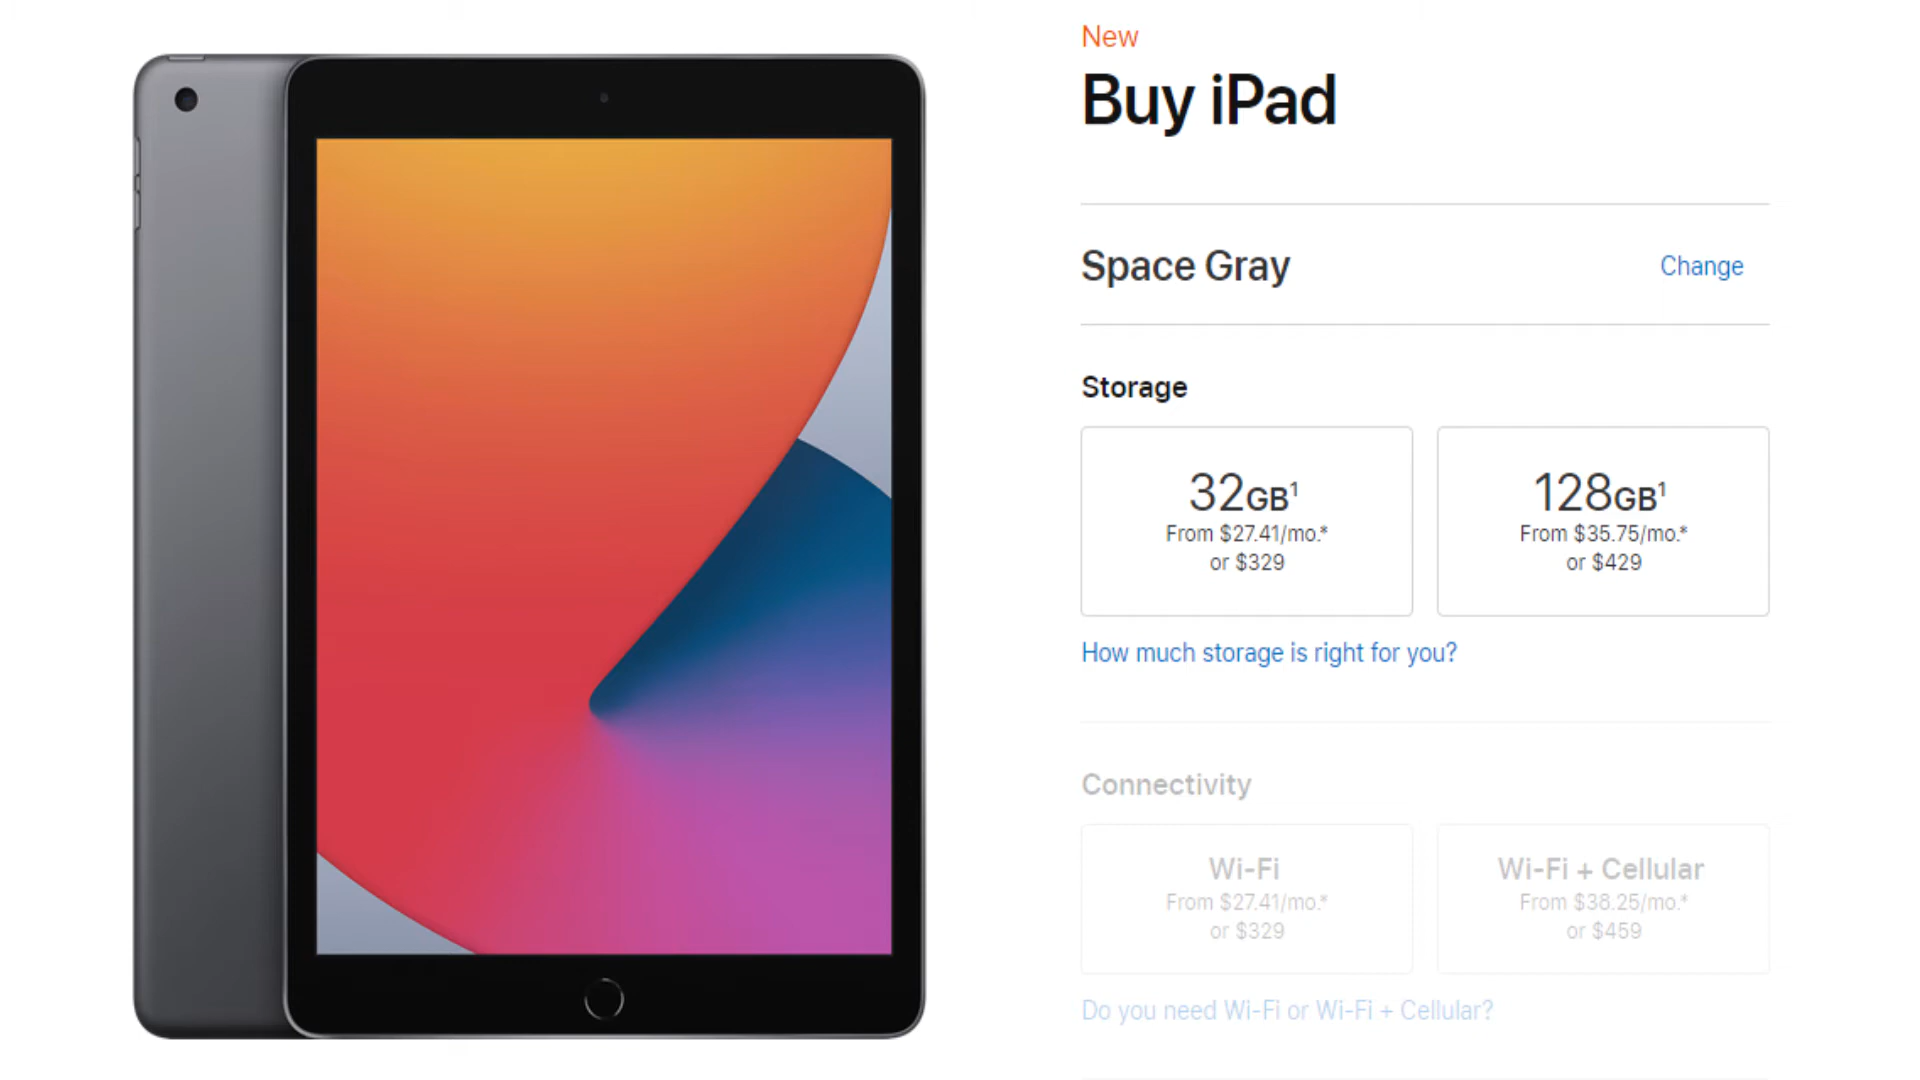 New
Buy iPad
Space Gray
Change
Storage
32GB¹
From $27.41/mo.*
or $329
128GB¹
From $35.75/mo.*
or $429
How much storage is right for you?
Connectivity
Wi-Fi
From $27.41/mo.*
or $329
Wi-Fi + Cellular
From $38.25/mo.*
or $459
Do you need Wi-Fi or Wi-Fi + Cellular?